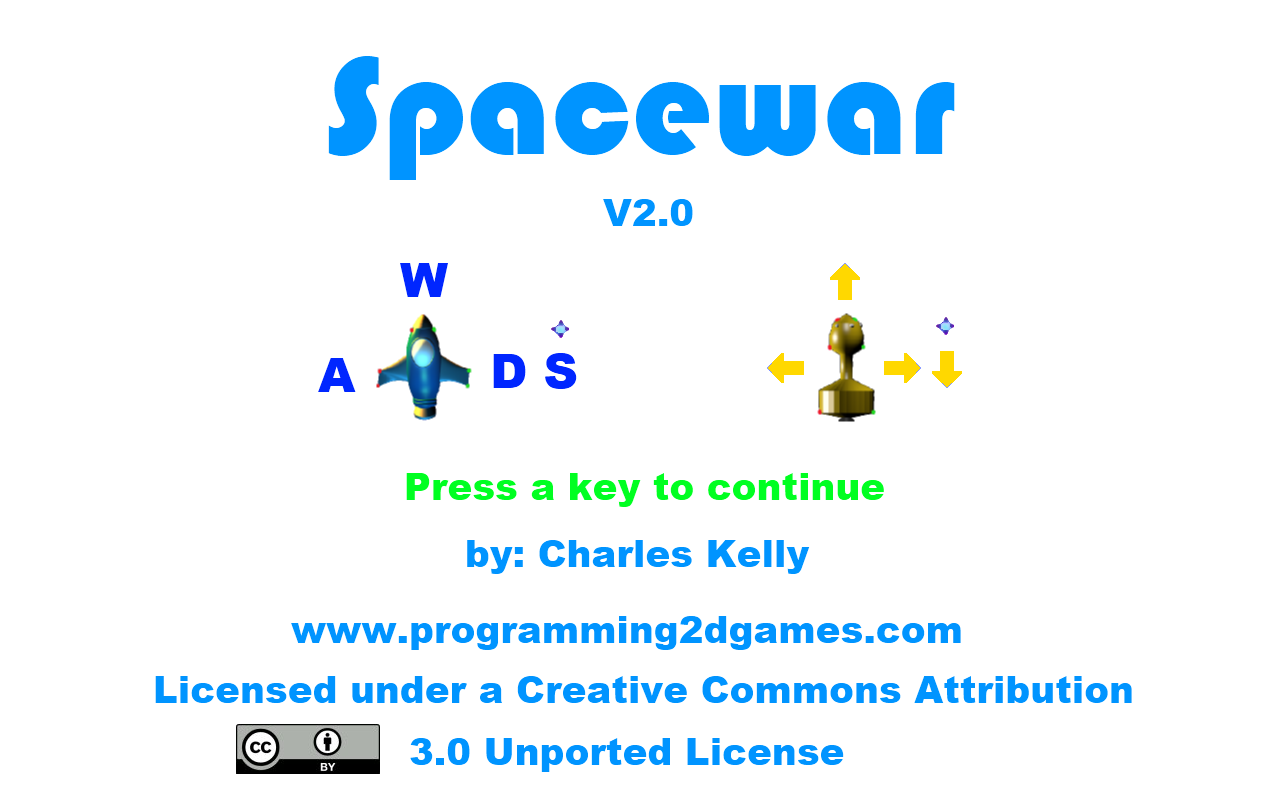 Spacewar
V2.0
W
A D S
Press a key to continue
by: Charles Kelly
www.programming2dgames.com
Licensed under a Creative Commons Attribution
cc BY 3.0 Unported License